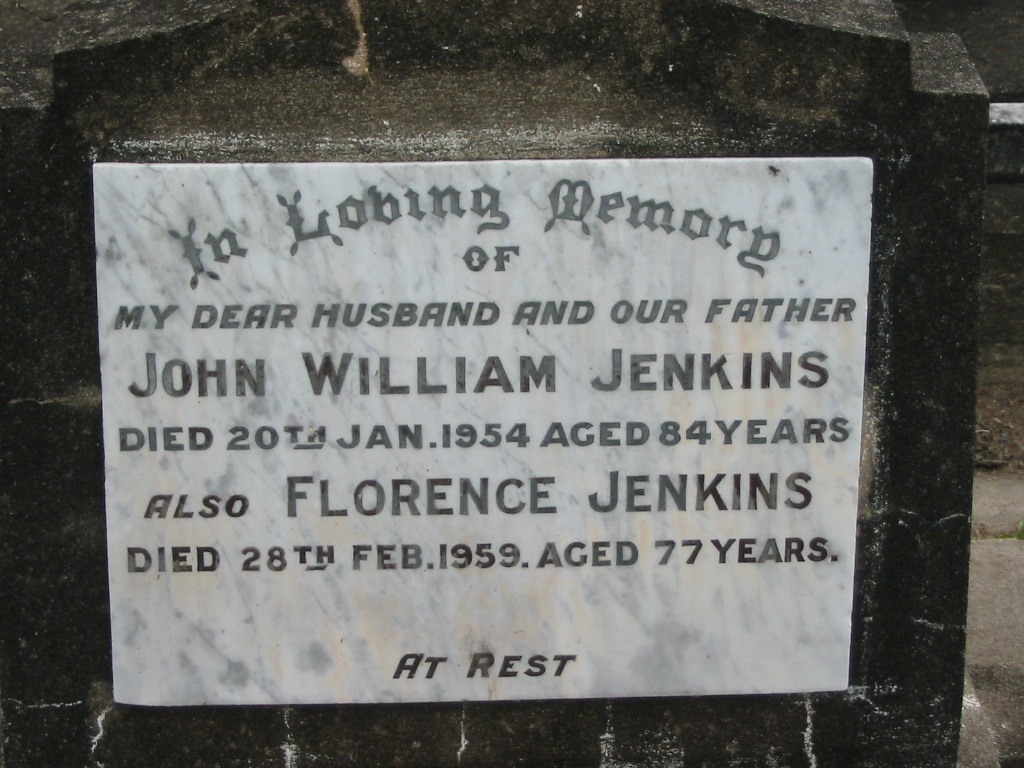 In Loving Memory
OF
MY DEAR HUSBAND AND OUR FATHER
JOHN WILLIAM JENKINS
DIED 20TH JAN. 1954 AGED 84 YEARS
ALSO FLORENCE JENKINS
DIED 28TH FEB. 1959. AGED 77 YEARS.
AT REST